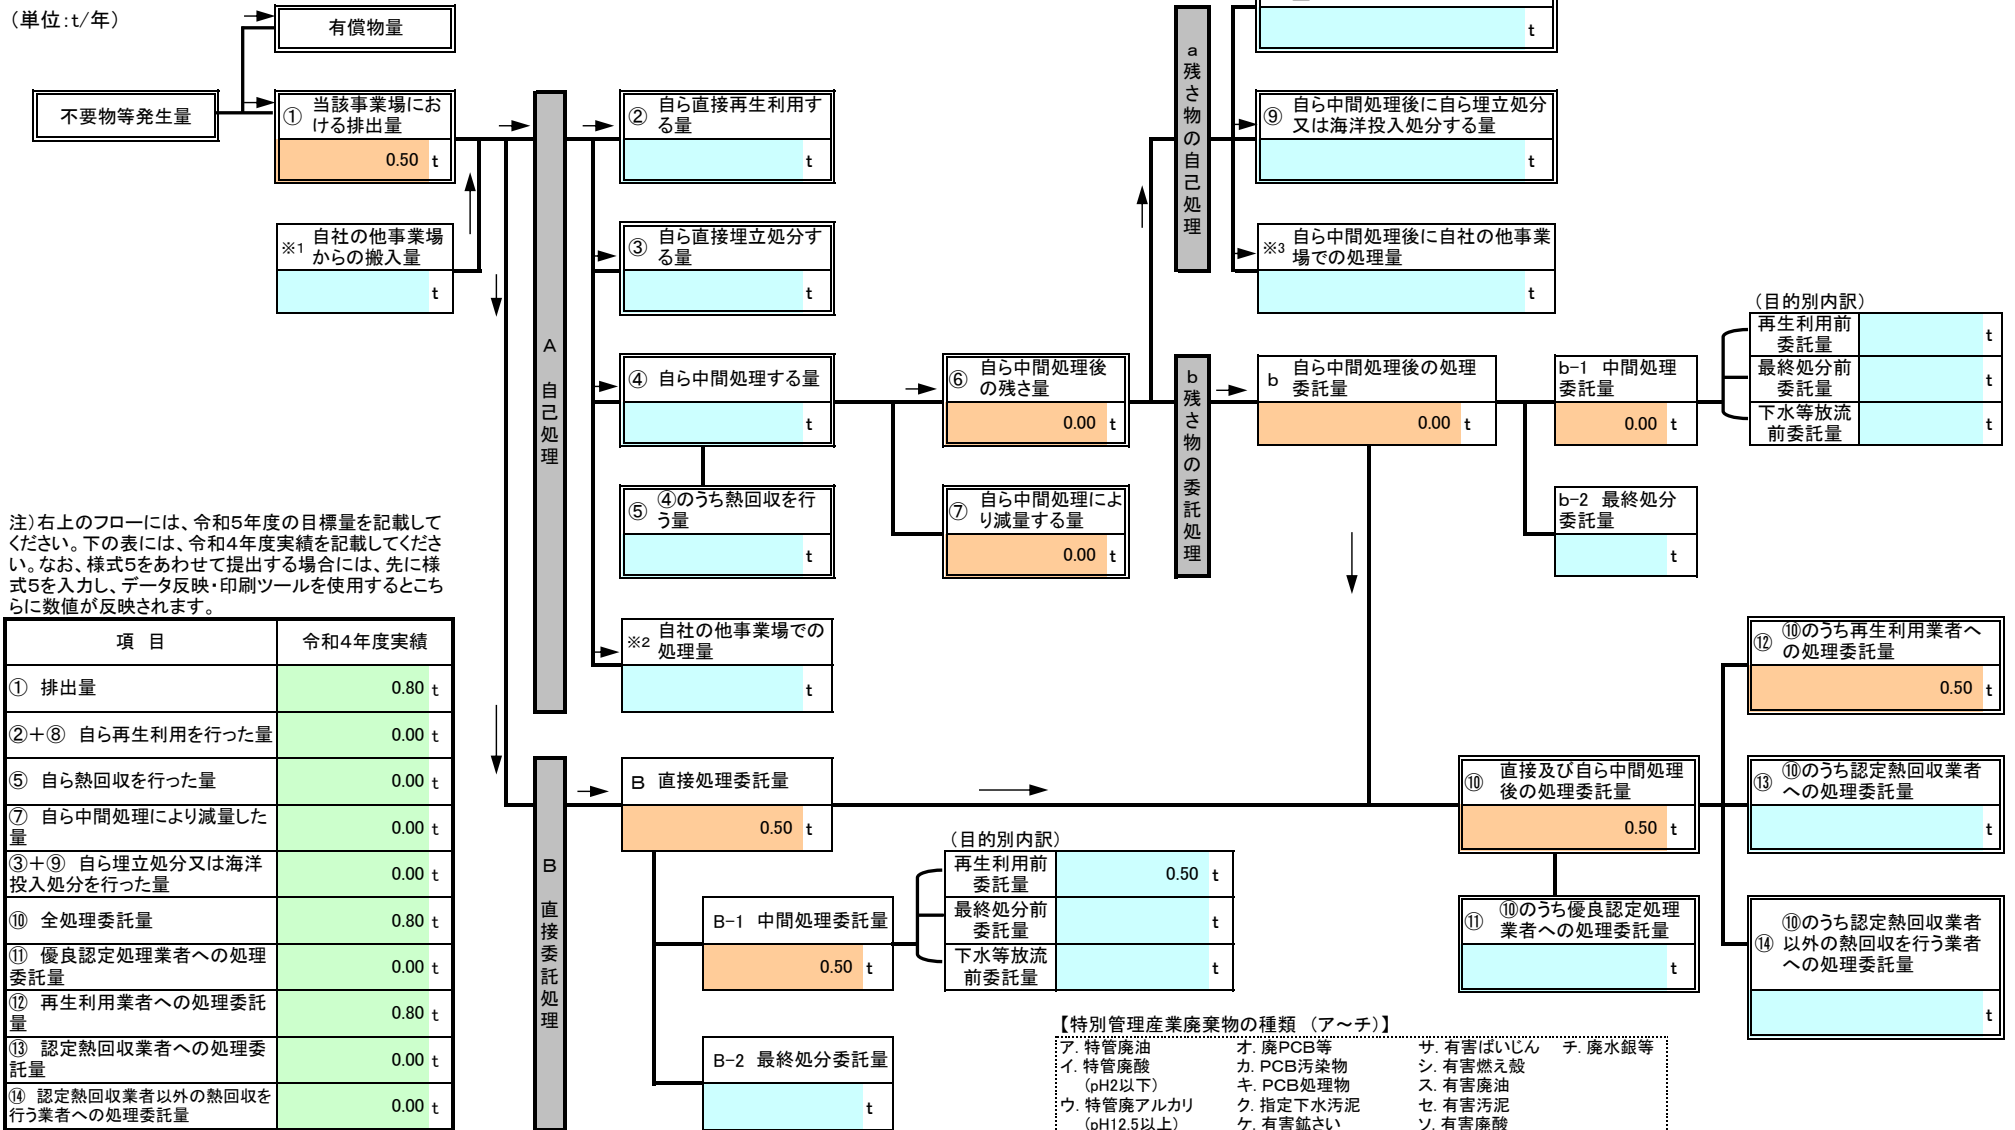 （単位：t/年）
有償物量
不要物等発生量
① 当該事業場にお
ける排出量
0.50 t
※1 自社の他事業場
からの搬入量
t
A 自己処理
② 自ら直接再生利用す
る量
t
③ 自ら直接埋立処分す
る量
t
④ 自ら中間処理する量
t
⑤ ④のうち熱回収を行
う量
t
※2 自社の他事業場での
処理量
t
⑥ 自ら中間処理後
の残さ量
0.00 t
⑦ 自ら中間処理によ
り減量する量
0.00 t
a残さ物の自己処理
t
⑨ 自ら中間処理後に自ら埋立処分
又は海洋投入処分する量
t
※3 自ら中間処理後に自社の他事業
場での処理量
t
b残さ物の委託処理
b 自ら中間処理後の処理
委託量
0.00 t
b-1 中間処理
委託量
0.00 t
b-2 最終処分
委託量
t
（目的別内訳）
再生利用前
委託量
t
最終処分前
委託量
t
下水等放流
前委託量
t
注）右上のフローには、令和5年度の目標量を記載して
ください。下の表には、令和4年度実績を記載してくださ
い。なお、様式5をあわせて提出する場合には、先に様
式5を入力し、データ反映・印刷ツールを使用するとこち
らに数値が反映されます。
項 目 令和4年度実績
① 排出量 0.80 t
②＋⑧ 自ら再生利用を行った量 0.00 t
⑤ 自ら熱回収を行った量 0.00 t
⑦ 自ら中間処理により減量した
量 0.00 t
③＋⑨ 自ら埋立処分又は海洋
投入処分を行った量 0.00 t
⑩ 全処理委託量 0.80 t
⑪ 優良認定処理業者への処理
委託量 0.00 t
⑫ 再生利用業者への処理委託
量 0.80 t
⑬ 認定熱回収業者への処理委
託量 0.00 t
⑭ 認定熱回収業者以外の熱回収を
行う業者への処理委託量 0.00 t
B 直接委託処理
B 直接処理委託量
0.50 t
B-1 中間処理委託量
0.50 t
B-2 最終処分委託量
t
（目的別内訳）
再生利用前
委託量
0.50 t
最終処分前
委託量
t
下水等放流
前委託量
t
⑩ 直接及び自ら中間処理
後の処理委託量
0.50 t
⑪ ⑩のうち優良認定処理
業者への処理委託量
t
⑫ ⑩のうち再生利用業者へ
の処理委託量
0.50 t
⑬ ⑩のうち認定熱回収業者
への処理委託量
t
⑭ ⑩のうち認定熱回収業者
以外の熱回収を行う業者
への処理委託量
t
【特別管理産業廃棄物の種類 （ア～チ）】
ア. 特管廃油 オ. 廃PCB等 サ. 有害ばいじん チ. 廃水銀等
イ. 特管廃酸 カ. PCB汚染物 シ. 有害燃え殻
（pH2以下） キ. PCB処理物 ス. 有害廃油
ウ. 特管廃アルカリ ク. 指定下水汚泥 セ. 有害汚泥
（pH12.5以上） ケ. 有害鉱さい ソ. 有害廃酸